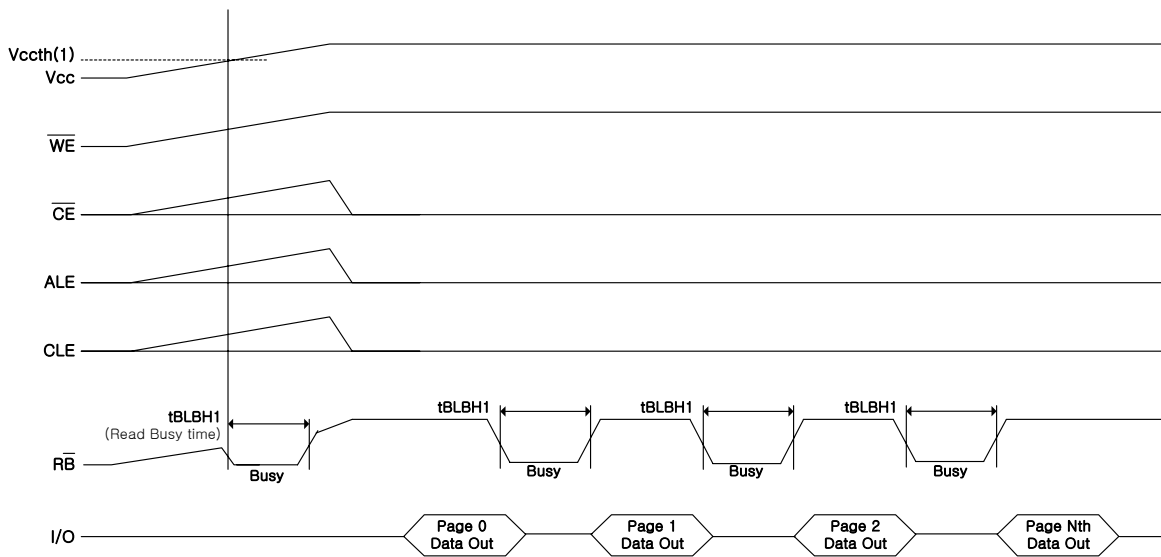 Vccth(1)
Vcc
WE
CE
ALE
CLE
tBLBH1
(Read Busy time)
tBLBH1
tBLBH1
tBLBH1
RB
Busy
Busy
Busy
Busy
I/O
Page 0
Data Out
Page 1
Data Out
Page 2
Data Out
Page Nth
Data Out